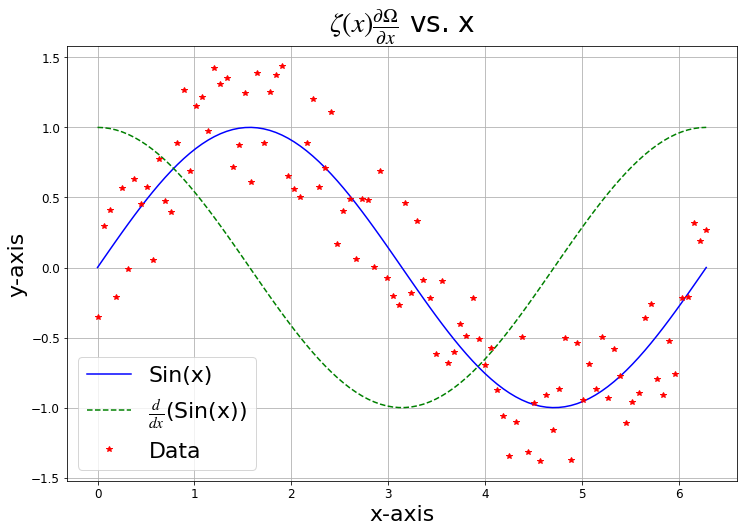 ζ(x)∂Ω/∂x vs. x
1.5
1.0
0.5
0.0
−0.5
−1.0
−1.5
y-axis
Sin(x)
d/dx(Sin(x))
Data
0 1 2 3 4 5 6
x-axis